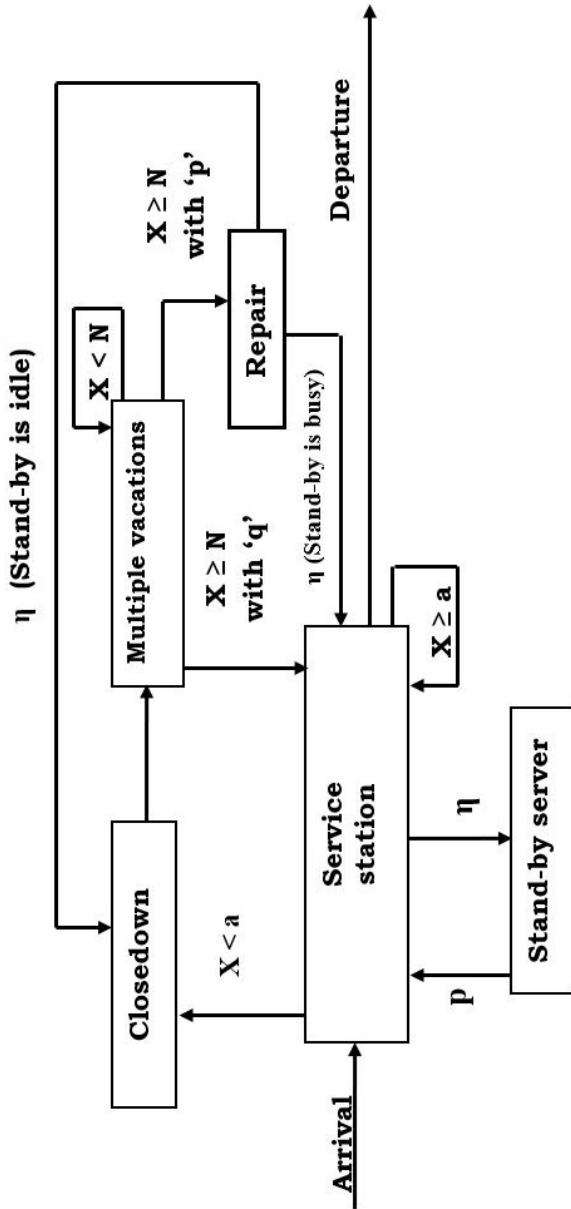 η (Stand-by is idle)
X < N
X ≥ N
with ‘p’
Closedown
Multiple vacations
Repair
X ≥ N
with ‘q’
η (Stand-by is busy)
X < a
Departure
Arrival
Service
station
X ≥ a
p
η
Stand-by server